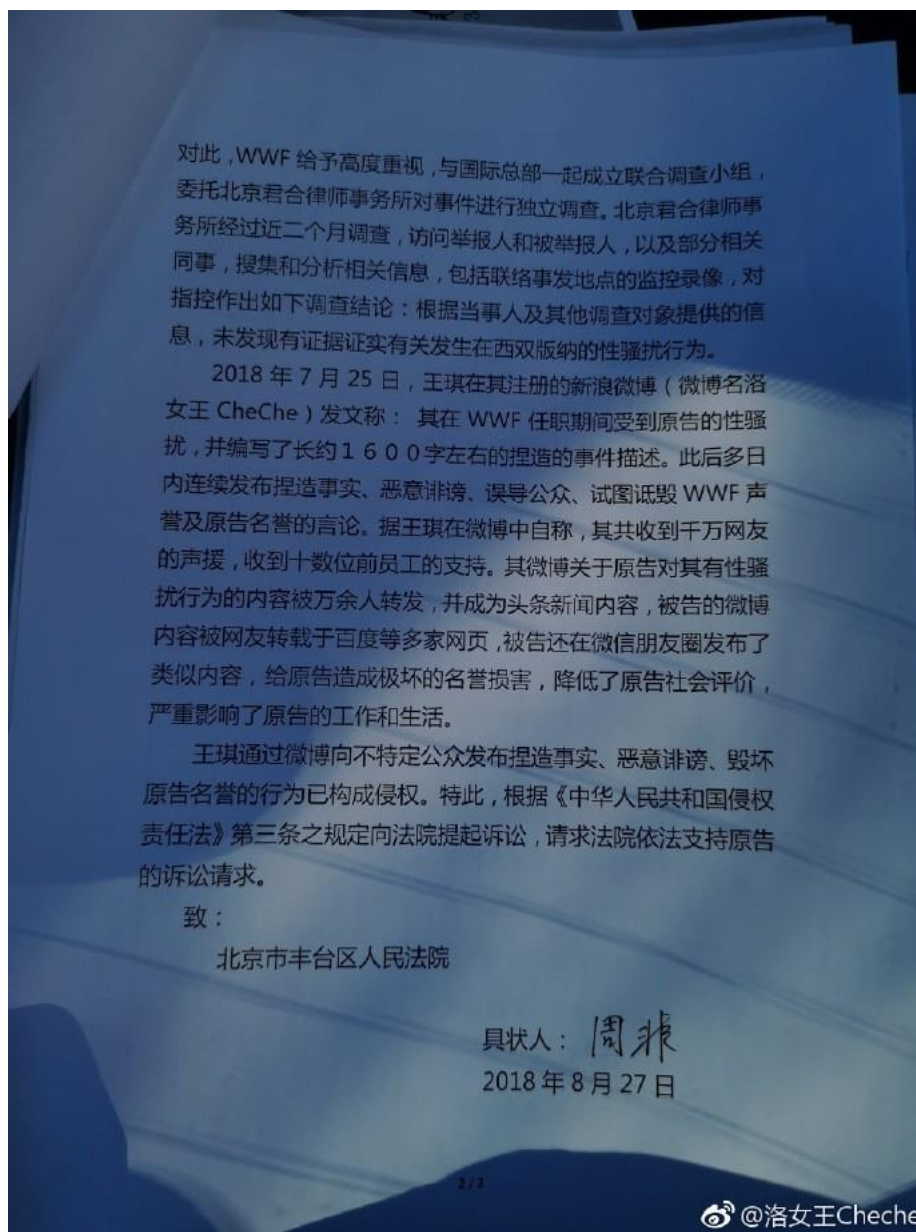 对此，WWF 给予高度重视，与国际总部一起成立联合调查小组，
委托北京君合律师事务所对事件进行独立调查。北京君合律师事
务所经过近二个月调查，访问举报人和被举报人，以及部分相关
同事，搜集和分析相关信息，包括联络事发地点的监控录像，对
指控作出如下调查结论：根据当事人及其他调查对象提供的信
息，未发现有证据证实有关发生在西双版纳的性骚扰行为。
2018 年 7 月 25 日，王琪在其注册的新浪微博（微博名洛
女王 CheChe）发文称： 其在 WWF 任职期间受到原告的性骚
扰，并编写了长约１６００字左右的捏造的事件描述。此后多日
内连续发布捏造事实、恶意诽谤、误导公众、试图诋毁 WWF 声
誉及原告名誉的言论。据王琪在微博中自称，其共收到千万网友
的声援，收到十数位前员工的支持。其微博关于原告对其有性骚
扰行为的内容被万余人转发，并成为头条新闻内容，被告的微博
内容被网友转载于百度等多家网页，被告还在微信朋友圈发布了
类似内容，给原告造成极坏的名誉损害，降低了原告社会评价，
严重影响了原告的工作和生活。
王琪通过微博向不特定公众发布捏造事实、恶意诽谤、毁坏
原告名誉的行为已构成侵权。特此，根据《中华人民共和国侵权
责任法》第三条之规定向法院提起诉讼，请求法院依法支持原告
的诉讼请求。
致：
北京市丰台区人民法院
具状人：周非
2018 年 8 月 27 日
2 / 2
@洛女王Cheche